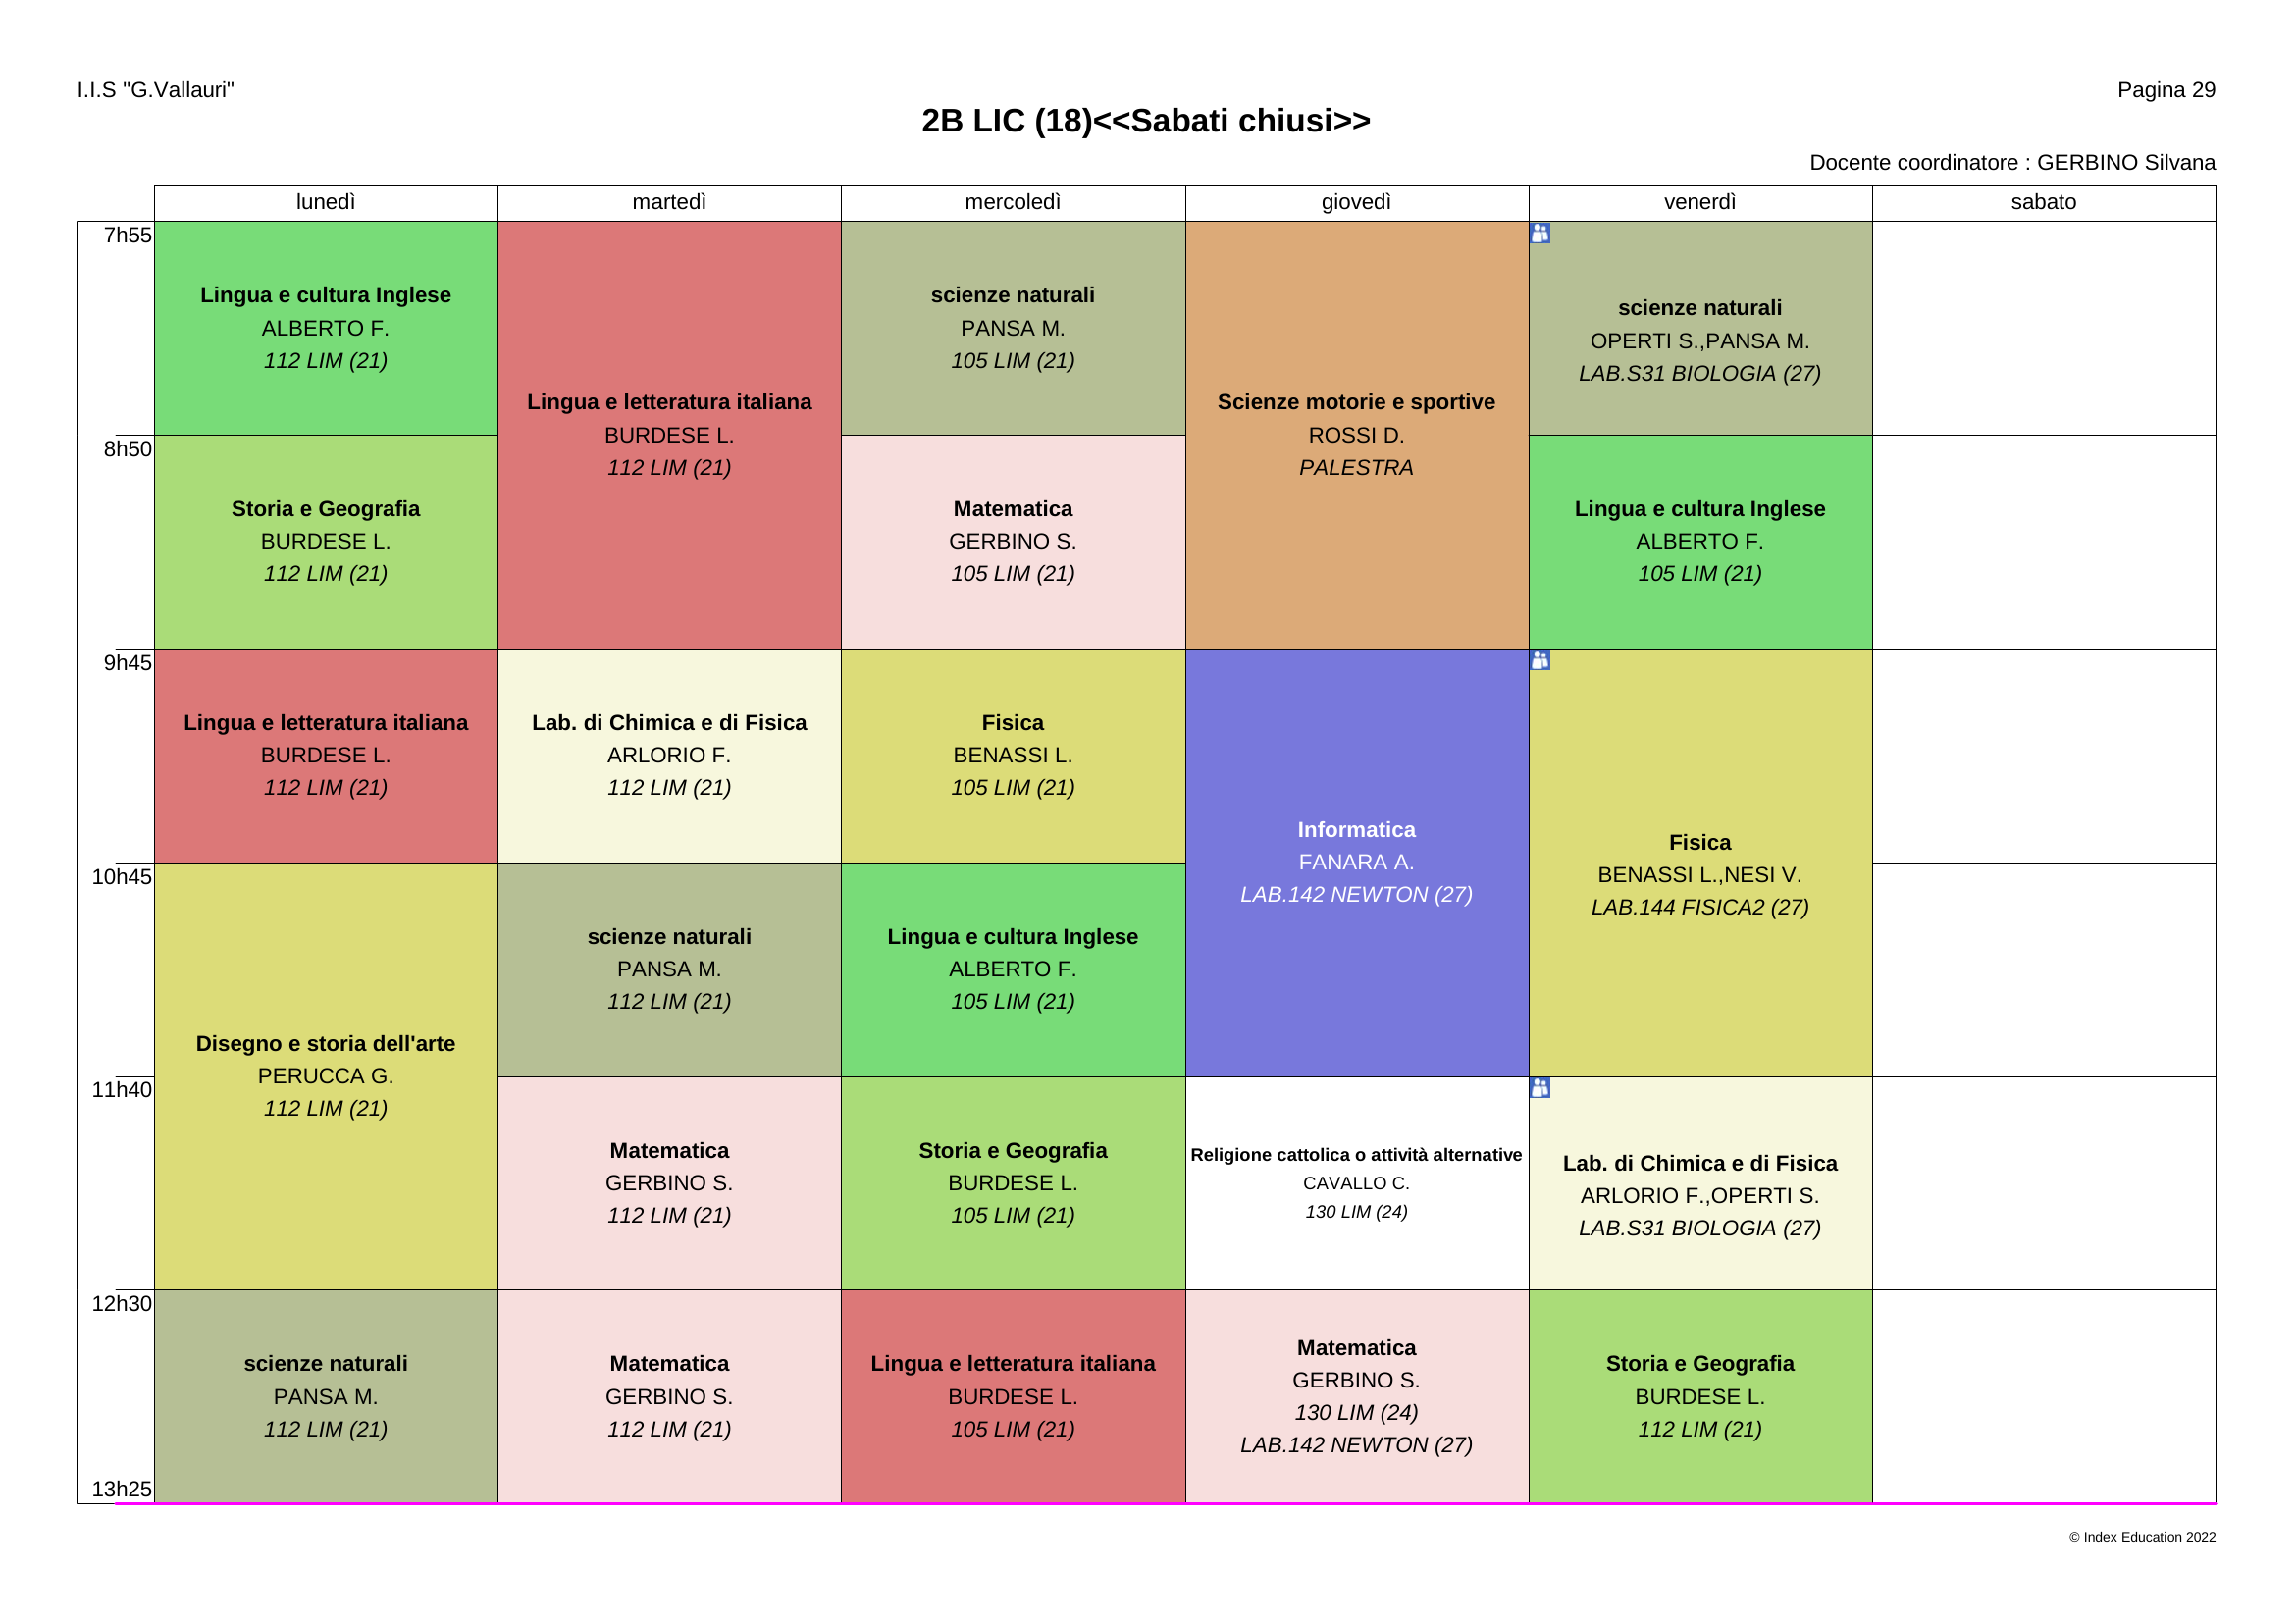 I.I.S "G.Vallauri"
Pagina 29
2B LIC (18)<<Sabati chiusi>>
Docente coordinatore : GERBINO Silvana
lunedì
martedì
mercoledì
giovedì
venerdì
sabato
7h55
8h50
9h45
10h45
11h40
12h30
13h25
Lingua e cultura Inglese
ALBERTO F.
112 LIM (21)
Storia e Geografia
BURDESE L.
112 LIM (21)
Lingua e letteratura italiana
BURDESE L.
112 LIM (21)
Disegno e storia dell'arte
PERUCCA G.
112 LIM (21)
scienze naturali
PANSA M.
112 LIM (21)
Lingua e letteratura italiana
BURDESE L.
112 LIM (21)
Lab. di Chimica e di Fisica
ARLORIO F.
112 LIM (21)
scienze naturali
PANSA M.
112 LIM (21)
Matematica
GERBINO S.
112 LIM (21)
Matematica
GERBINO S.
112 LIM (21)
scienze naturali
PANSA M.
105 LIM (21)
Matematica
GERBINO S.
105 LIM (21)
Fisica
BENASSI L.
105 LIM (21)
Lingua e cultura Inglese
ALBERTO F.
105 LIM (21)
Storia e Geografia
BURDESE L.
105 LIM (21)
Lingua e letteratura italiana
BURDESE L.
105 LIM (21)
Scienze motorie e sportive
ROSSI D.
PALESTRA
Informatica
FANARA A.
LAB.142 NEWTON (27)
Religione cattolica o attività alternative
CAVALLO C.
130 LIM (24)
Matematica
GERBINO S.
130 LIM (24)
LAB.142 NEWTON (27)
scienze naturali
OPERTI S.,PANSA M.
LAB.S31 BIOLOGIA (27)
Lingua e cultura Inglese
ALBERTO F.
105 LIM (21)
Fisica
BENASSI L.,NESI V.
LAB.144 FISICA2 (27)
Lab. di Chimica e di Fisica
ARLORIO F.,OPERTI S.
LAB.S31 BIOLOGIA (27)
Storia e Geografia
BURDESE L.
112 LIM (21)
© Index Education 2022